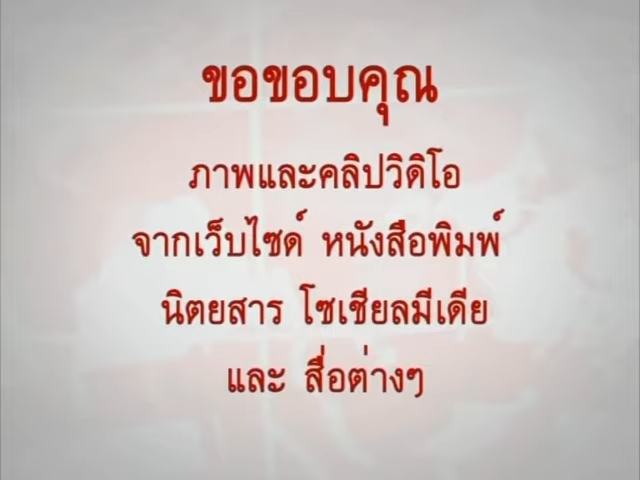 ขอขอบคุณ
ภาพและคลิปวิดิโอ
จากเว็บไซด์ หนังสือพิมพ์
นิตยสาร โซเชียลมีเดีย
และ สื่อต่างๆ